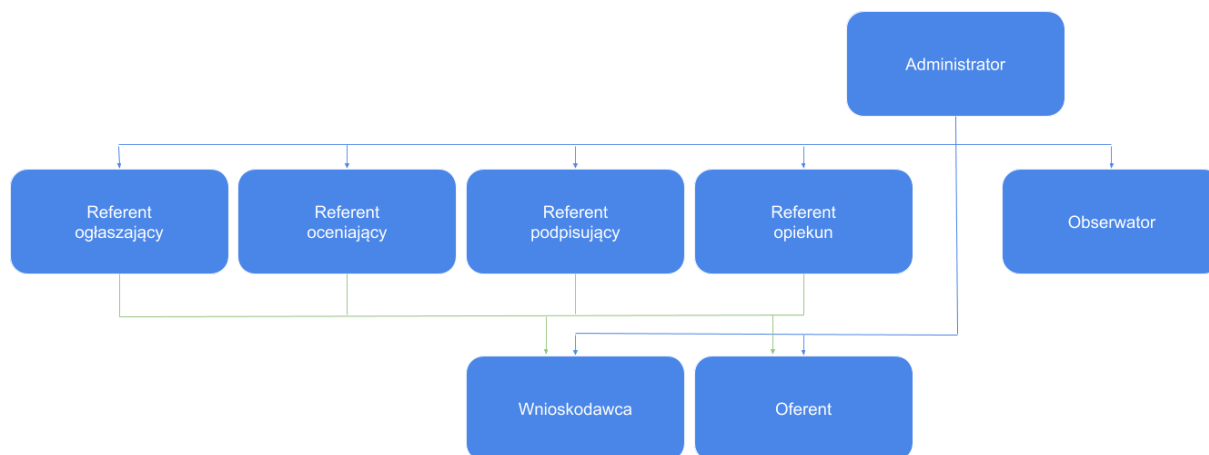 Administrator
Referent
ogłaszający
Referent
oceniający
Referent
podpisujący
Referent
opiekun
Obserwator
Wnioskodawca
Oferent